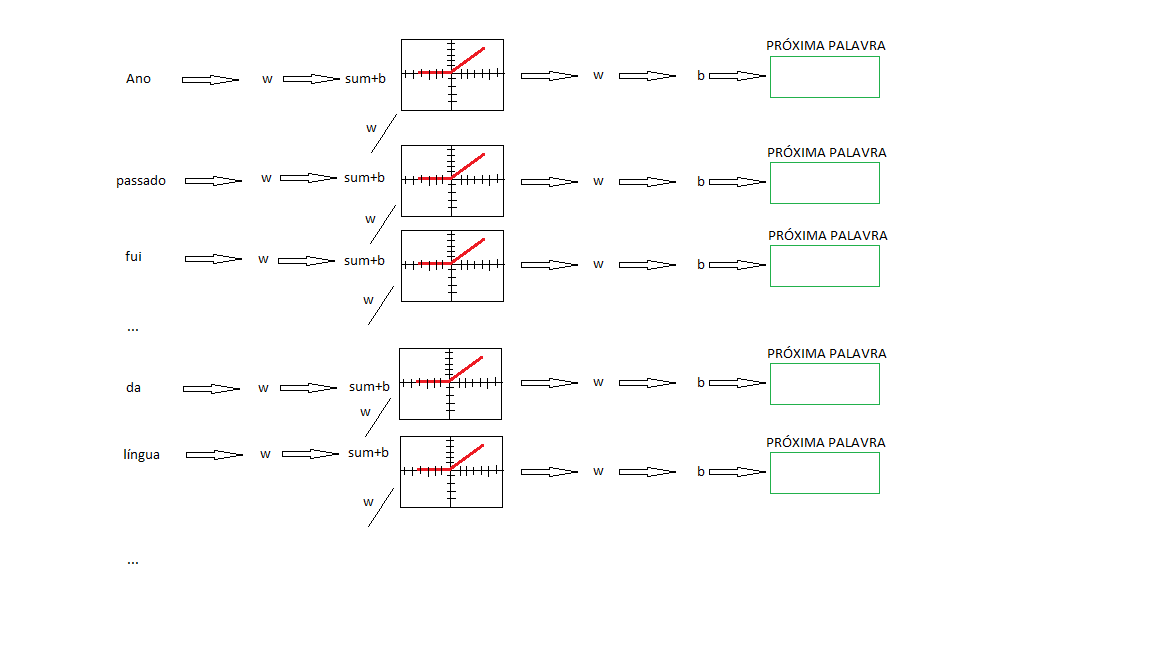 PRÓXIMA PALAVRA
Ano w sum+b w b
w
PRÓXIMA PALAVRA
passado w sum+b w b
w
PRÓXIMA PALAVRA
fui w sum+b w b
w
...
PRÓXIMA PALAVRA
da w sum+b w b
w
PRÓXIMA PALAVRA
língua w sum+b w b
w
...